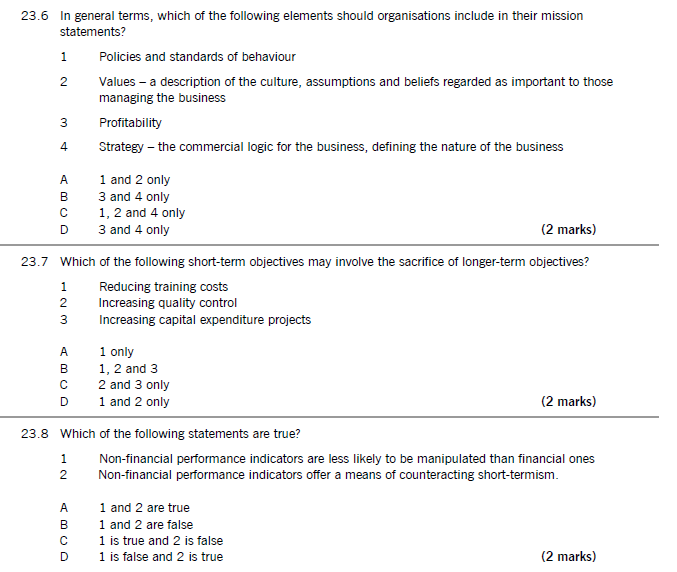 23.6 In general terms, which of the following elements should organisations include in their mission
statements?
1 Policies and standards of behaviour
2 Values – a description of the culture, assumptions and beliefs regarded as important to those
managing the business
3 Profitability
4 Strategy – the commercial logic for the business, defining the nature of the business
A 1 and 2 only
B 3 and 4 only
C 1, 2 and 4 only
D 3 and 4 only (2 marks)
23.7 Which of the following short-term objectives may involve the sacrifice of longer-term objectives?
1 Reducing training costs
2 Increasing quality control
3 Increasing capital expenditure projects
A 1 only
B 1, 2 and 3
C 2 and 3 only
D 1 and 2 only (2 marks)
23.8 Which of the following statements are true?
1 Non-financial performance indicators are less likely to be manipulated than financial ones
2 Non-financial performance indicators offer a means of counteracting short-termism.
A 1 and 2 are true
B 1 and 2 are false
C 1 is true and 2 is false
D 1 is false and 2 is true (2 marks)